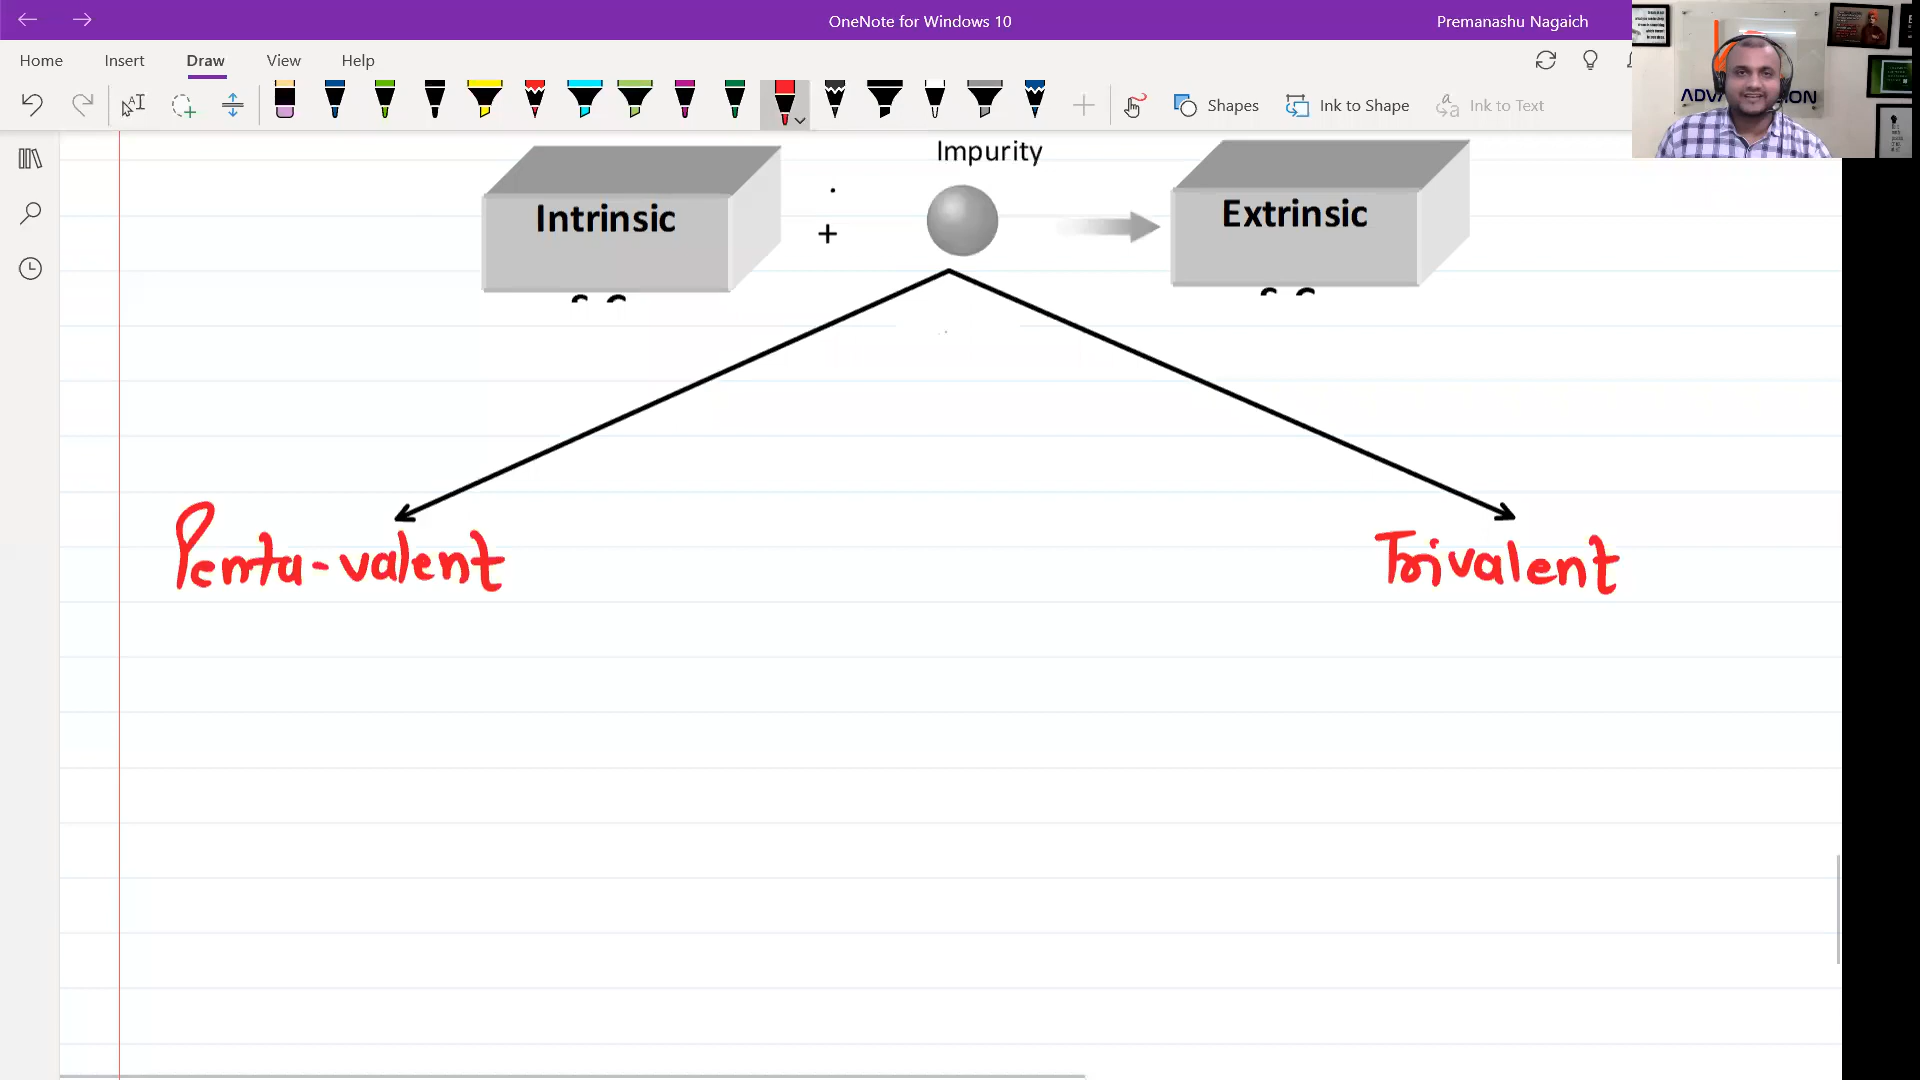 OneNote for Windows 10
Premanashu Nagaich
Home Insert Draw View Help
Shapes Ink to Shape Ink to Text
Impurity
Intrinsic + Extrinsic
Penta-valent Trivalent